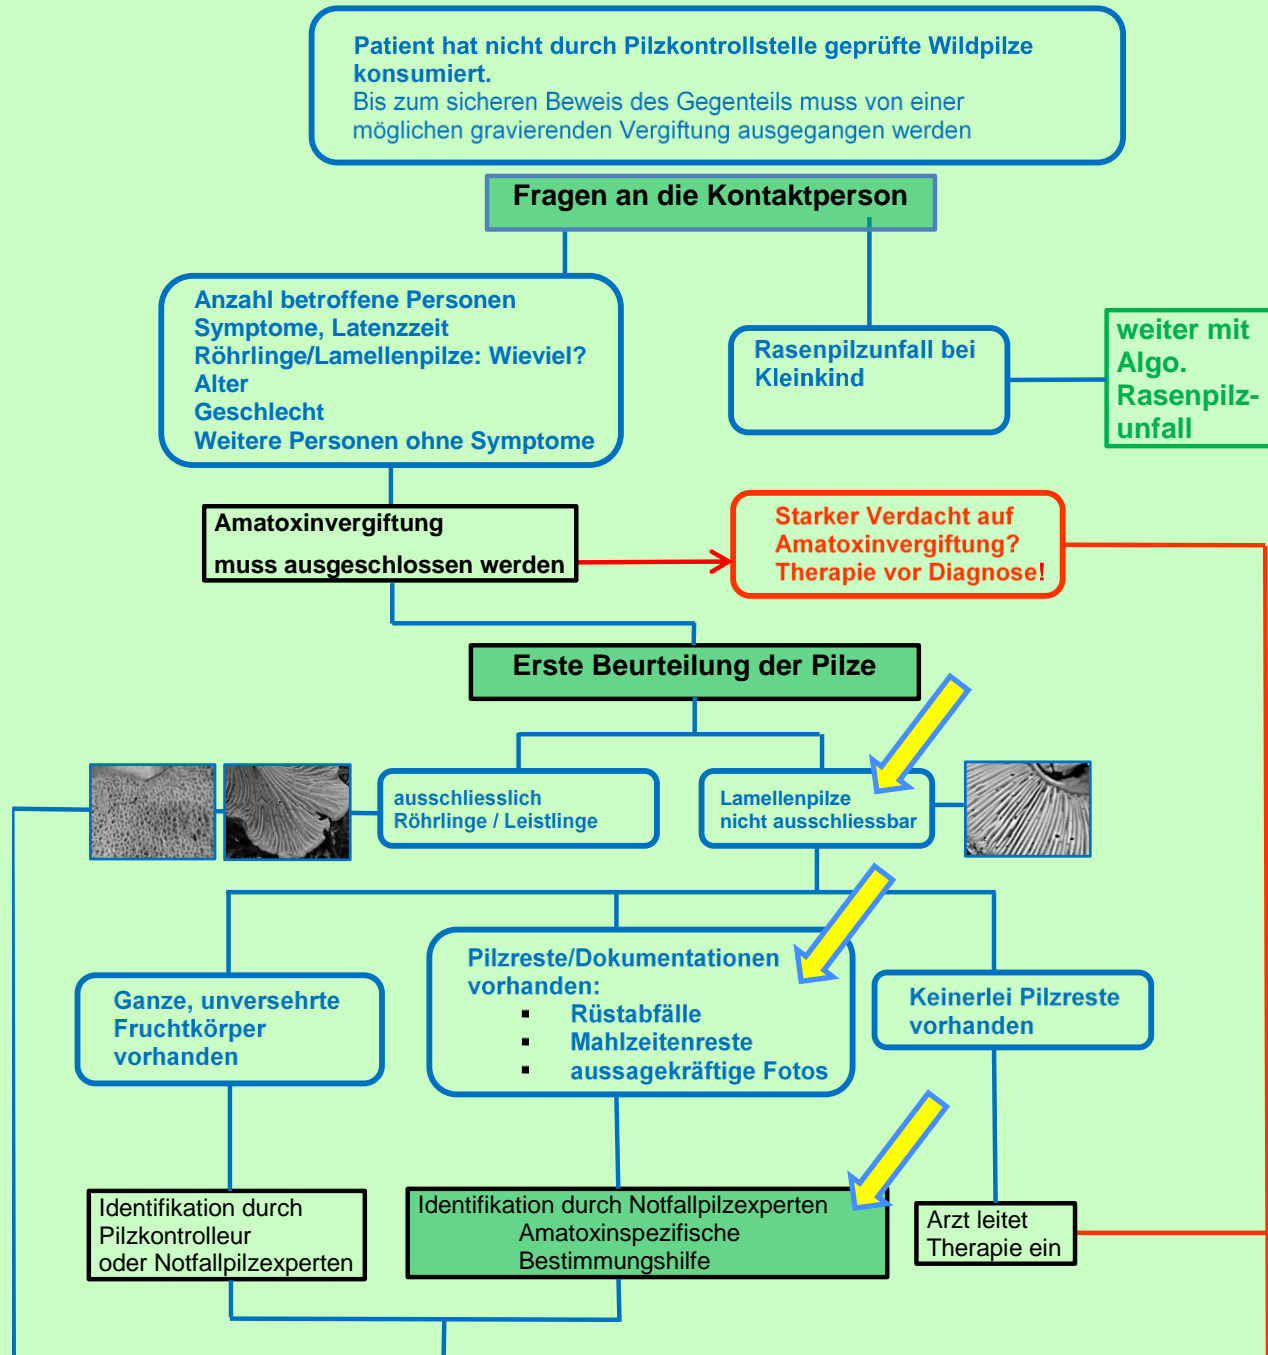 Patient hat nicht durch Pilzkontrollstelle geprüfte Wildpilze
konsumiert.
Bis zum sicheren Beweis des Gegenteils muss von einer
möglichen gravierenden Vergiftung ausgegangen werden
Fragen an die Kontaktperson
Anzahl betroffene Personen
Symptome, Latenzzeit
Röhrlinge/Lamellenpilze: Wieviel?
Alter
Geschlecht
Weitere Personen ohne Symptome
Rasenpilzunfall bei
Kleinkind
weiter mit
Algo.
Rasenpilz-
unfall
Amatoxinvergiftung
muss ausgeschlossen werden
Starker Verdacht auf
Amatoxinvergiftung?
Therapie vor Diagnose!
Erste Beurteilung der Pilze
ausschliesslich
Röhrlinge / Leistlinge
Lamellenpilze
nicht ausschliessbar
Ganze, unversehrte
Fruchtkörper
vorhanden
Pilzreste/Dokumentationen
vorhanden:
▪ Rüstabfälle
▪ Mahlzeitenreste
▪ aussagekräftige Fotos
Keinerlei Pilzreste
vorhanden
Identifikation durch
Pilzkontrolleur
oder Notfallpilzexperten
Identifikation durch Notfallpilzexperten
Amatoxinspezifische
Bestimmungshilfe
Arzt leitet
Therapie ein